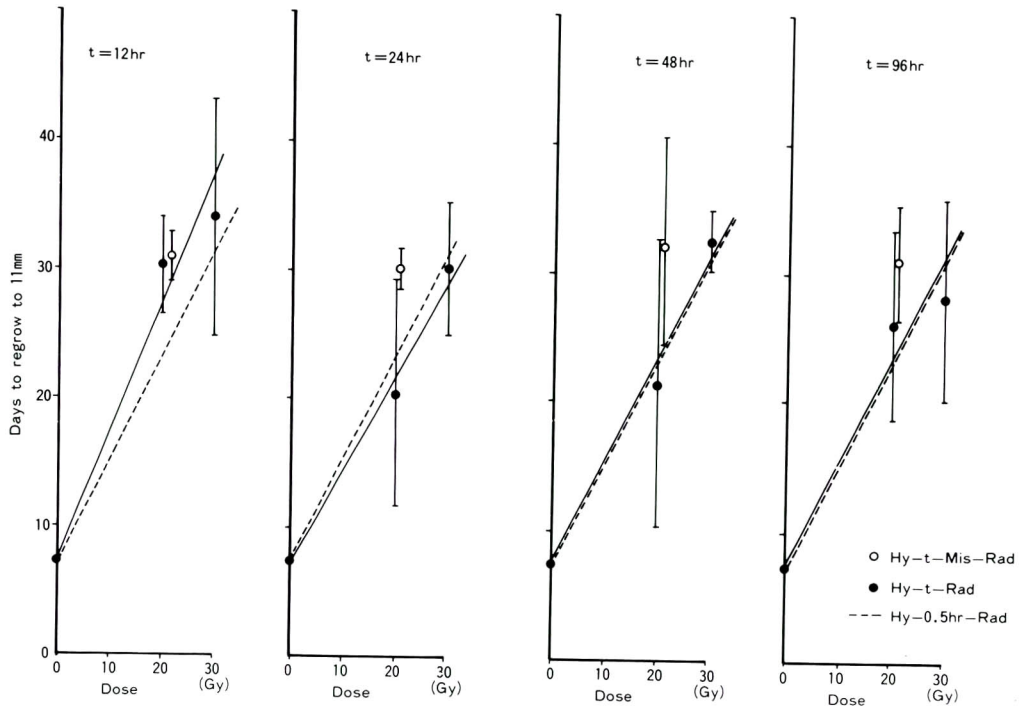 t=12hr
t=24hr
t=48hr
t=96hr
Days to regrow to 11mm
40
30
20
10
0
0 10 20 30
Dose (Gy)
0 10 20 30
Dose (Gy)
0 10 20 30
Dose (Gy)
0 10 20 30
Dose (Gy)
Hy-t-Mis-Rad
Hy-t-Rad
Hy-0.5hr-Rad